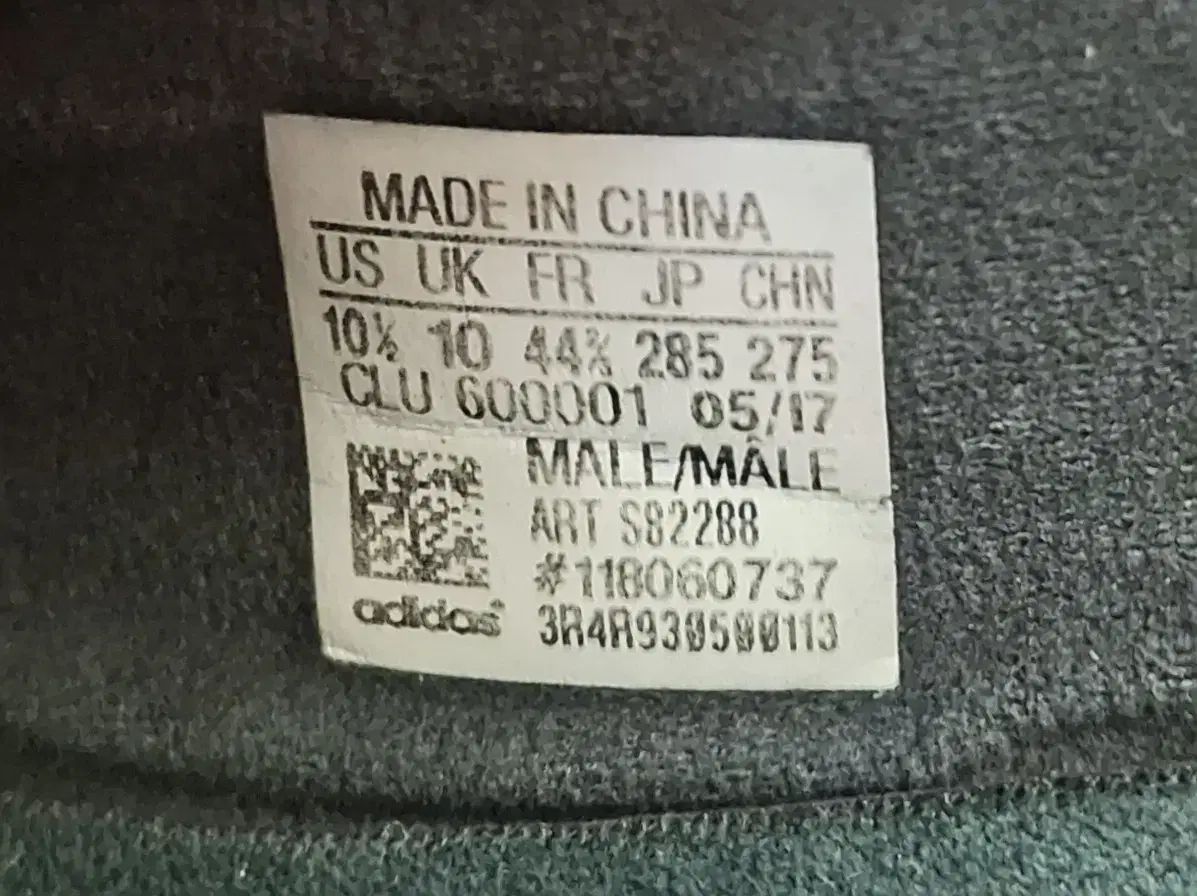 MADE IN CHINA
US UK FR JP CHN
10½ 10 44⅔ 285 275
CLU 600001 05/17
MALE/MÂLE
ART S82288
#118060737
adidas 3R4R930500113